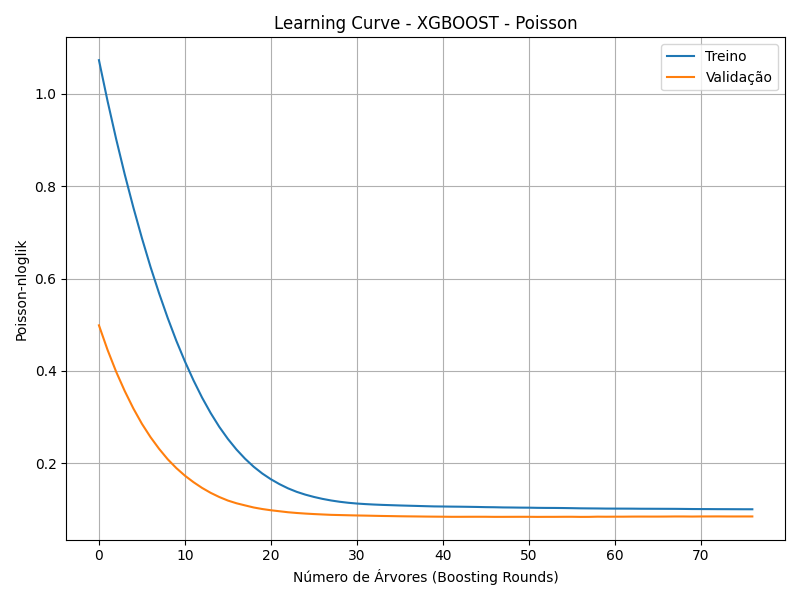 Learning Curve - XGBOOST - Poisson
Treino
Validação
Poisson-nloglik
1.0
0.8
0.6
0.4
0.2
0 10 20 30 40 50 60 70
Número de Árvores (Boosting Rounds)